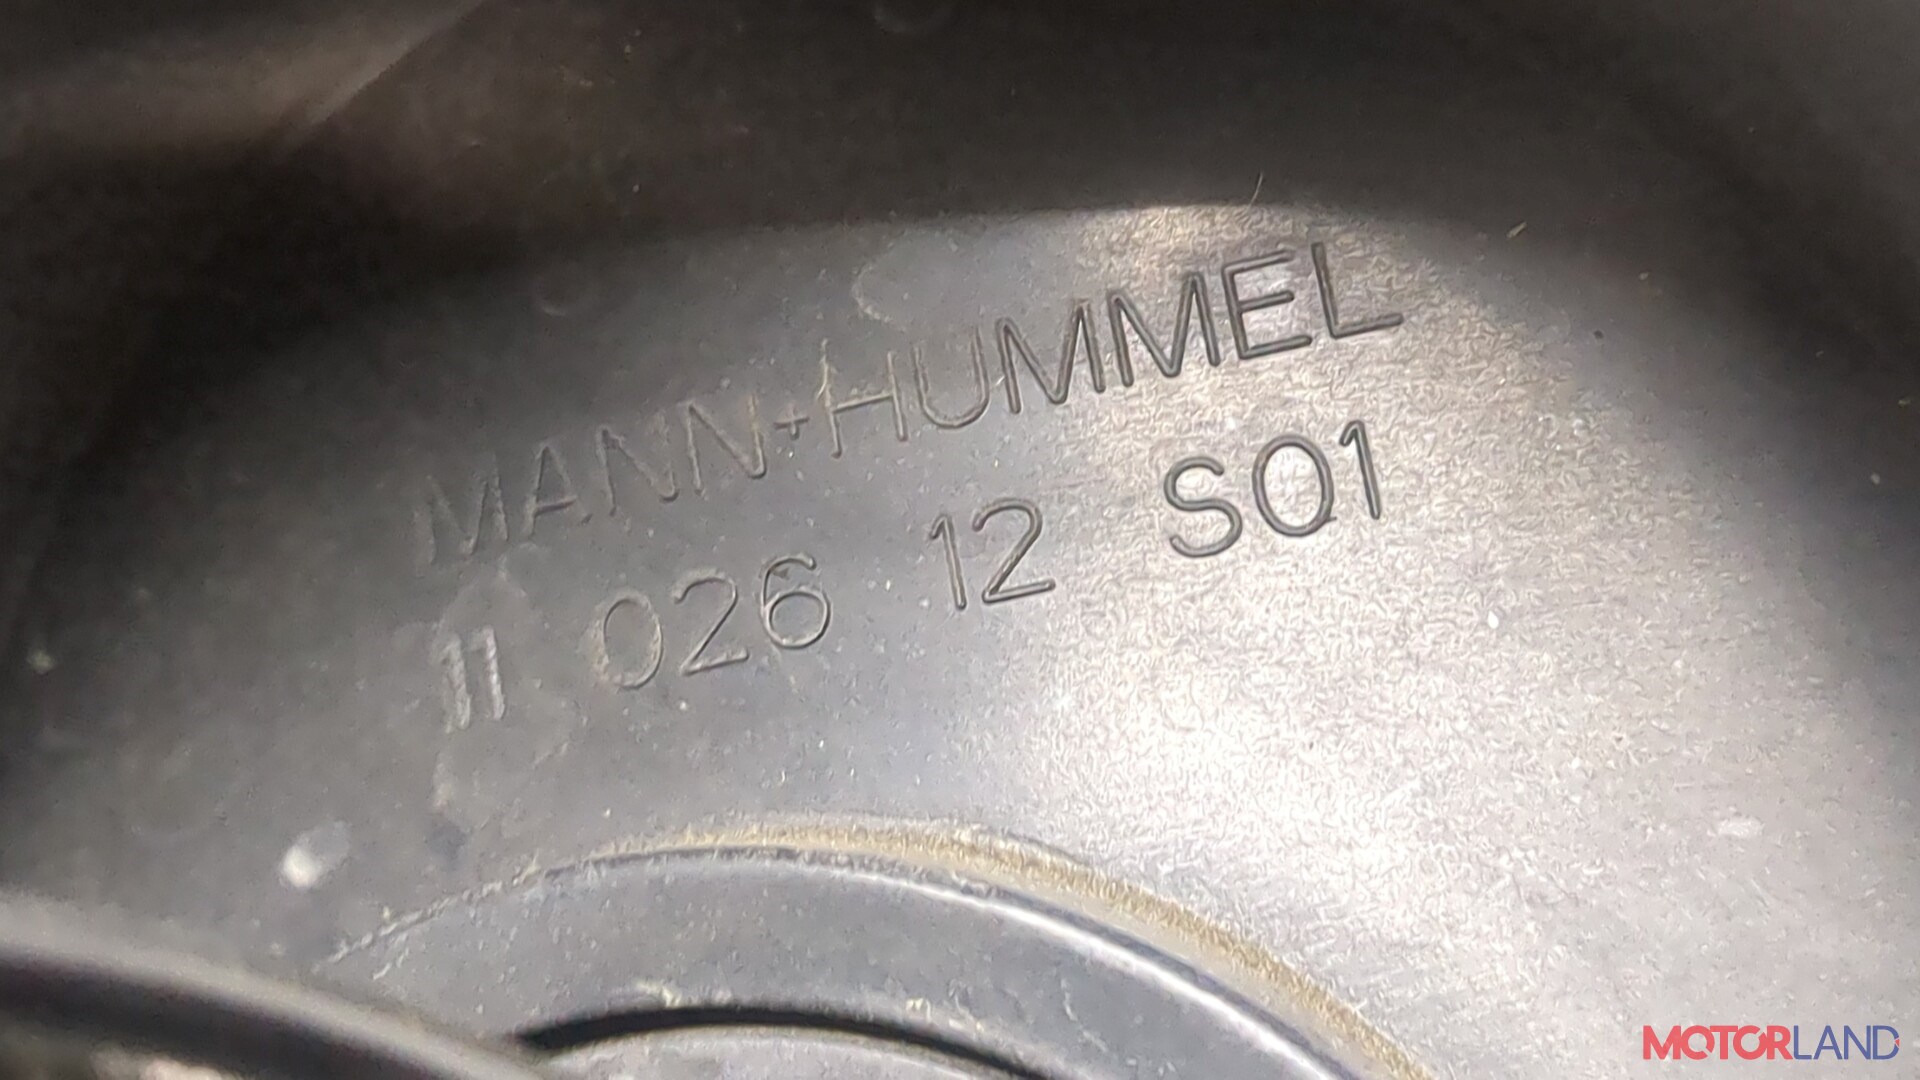 MANN+HUMMEL
11 026 12 S01
MOTORLAND